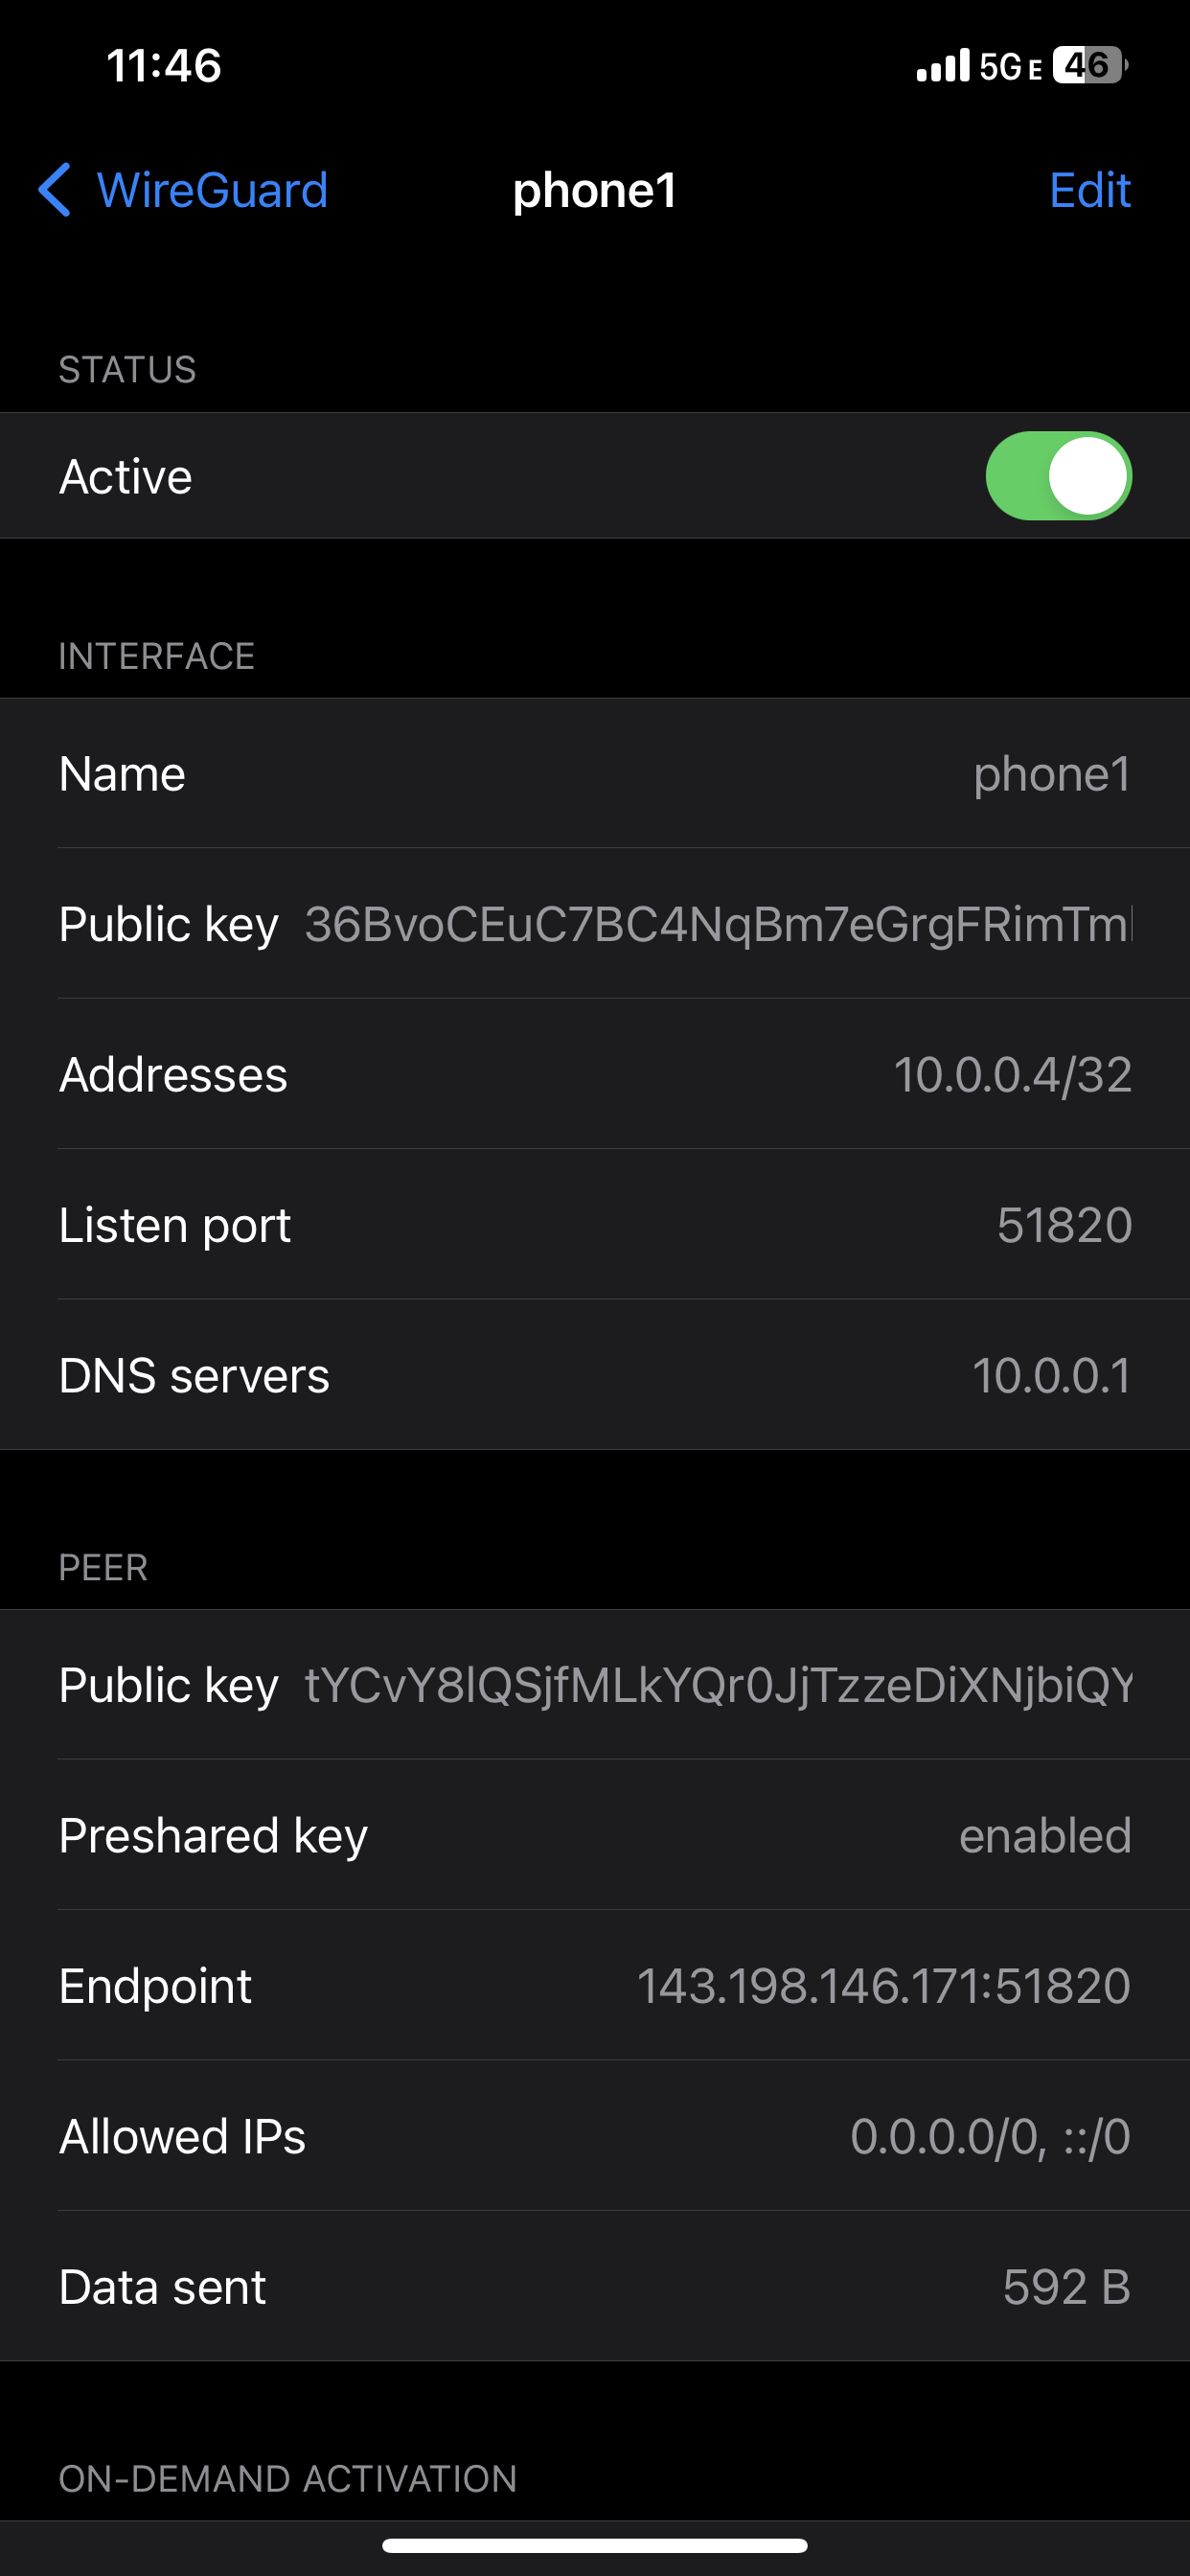 11:46
5G E 46
WireGuard phone1 Edit
STATUS
Active
INTERFACE
Name phone1
Public key 36BvoCEuC7BC4NqBm7eGrgFRimTm
Addresses 10.0.0.4/32
Listen port 51820
DNS servers 10.0.0.1
PEER
Public key tYCvY8lQSjfMLkYQr0JjTzzeDiXNjbiQY
Preshared key enabled
Endpoint 143.198.146.171:51820
Allowed IPs 0.0.0.0/0, ::/0
Data sent 592 B
ON-DEMAND ACTIVATION